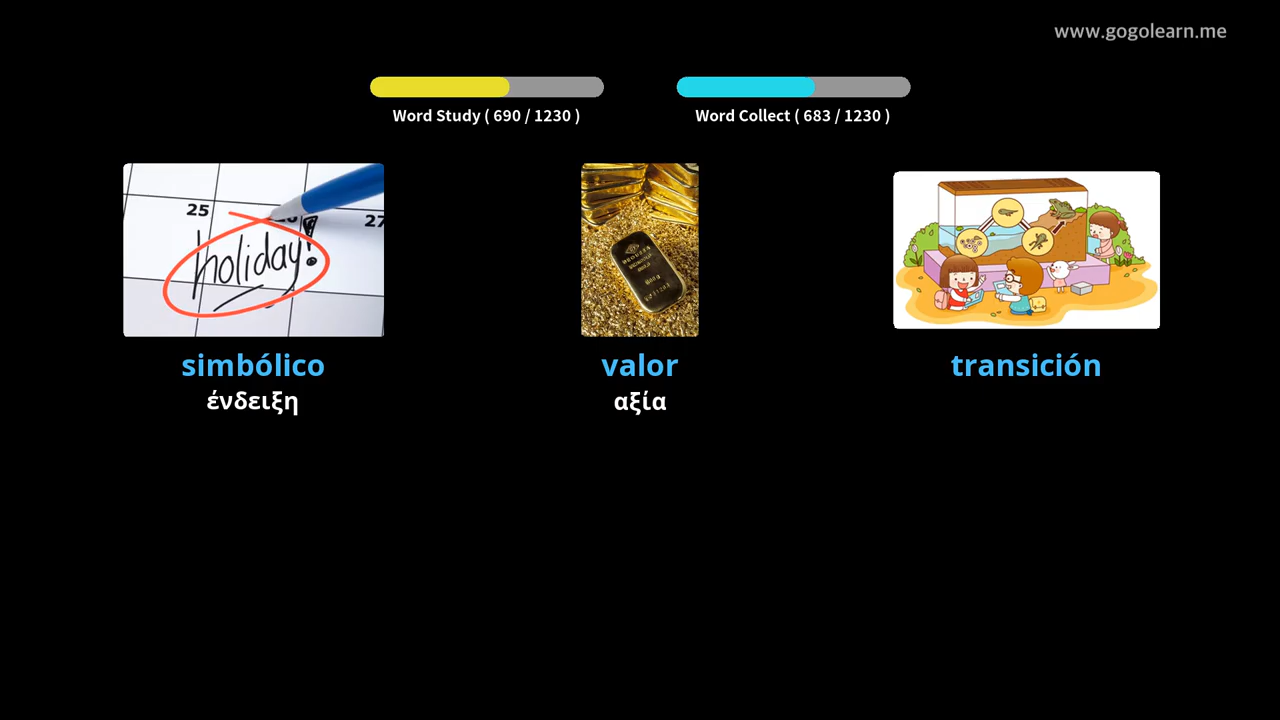 www.gogolearn.me
Word Study ( 690 / 1230 )
Word Collect ( 683 / 1230 )
25
27
holiday!
simbólico
valor
transición
ένδειξη
αξία